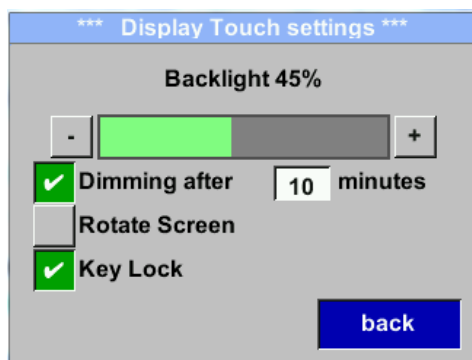 *** Display Touch settings ***
Backlight 45%
- +
Dimming after 10 minutes
Rotate Screen
Key Lock
back